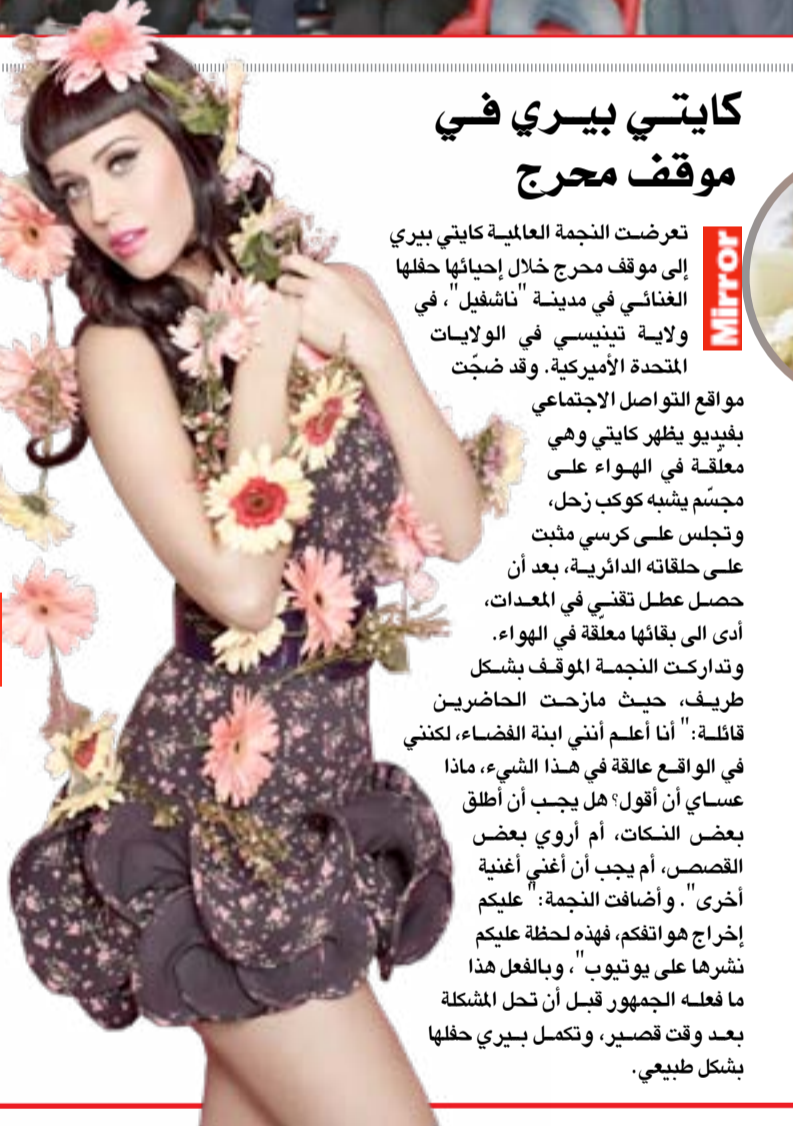 كايتي بيري في
موقف محرج
Mirror
تعرضت النجمة العالمية كايتي بيري
إلى موقف محرج خلال إحيائها حفلها
الغنائي في مدينة "ناشفيل"، في
ولاية تينيسي في الولايات
المتحدة الأميركية. وقد ضجّت
مواقع التواصل الاجتماعي
بفيديو يظهر كايتي وهي
معلّقة في الهواء على
مجسّم يشبه كوكب زحل،
وتجلس على كرسي مثبت
على حلقاته الدائرية، بعد أن
حصل عطل تقني في المعدات،
أدى الى بقائها معلّقة في الهواء.
وتداركت النجمة الموقف بشكل
طريف، حيث مازحت الحاضرين
قائلة:" أنا أعلم أنني ابنة الفضاء، لكنني
في الواقع عالقة في هذا الشيء، ماذا
عساي أن أقول؟ هل يجب أن أطلق
بعض النكات، أم أروي بعض
القصص، أم يجب أن أغني أغنية
أخرى". وأضافت النجمة:" عليكم
إخراج هواتفكم، فهذه لحظة عليكم
نشرها على يوتيوب"، وبالفعل هذا
ما فعله الجمهور قبل أن تحل المشكلة
بعد وقت قصير، وتكمل بيري حفلها
بشكل طبيعي.